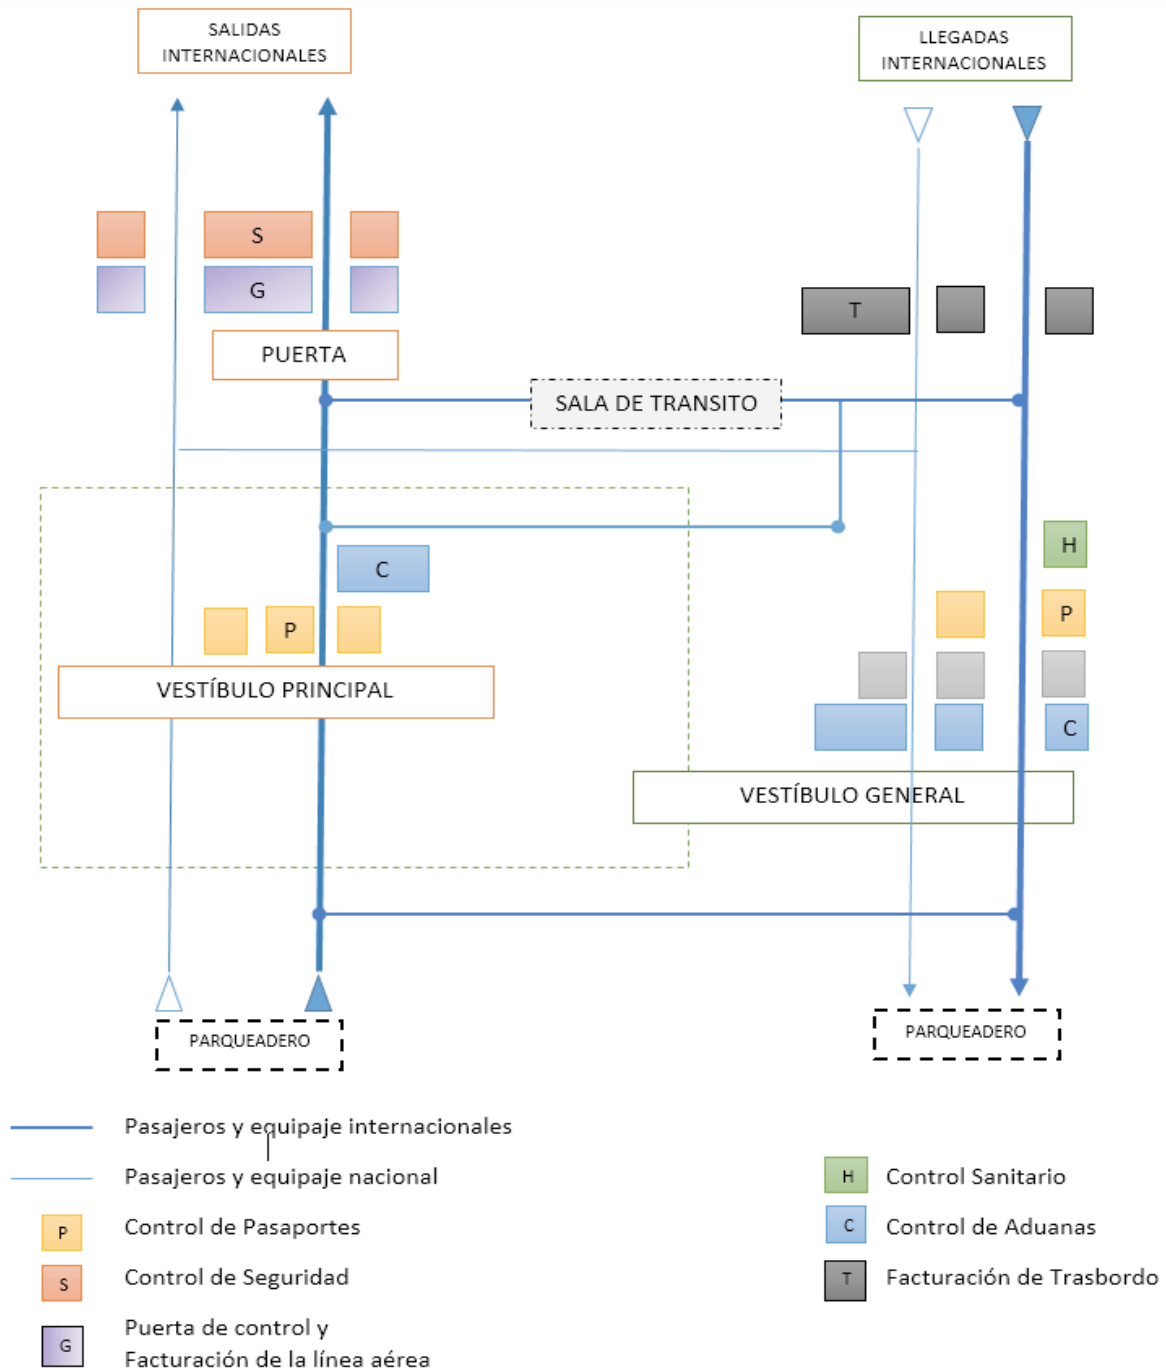 SALIDAS
INTERNACIONALES
LLEGADAS
INTERNACIONALES
S
G
T
PUERTA
SALA DE TRANSITO
H
C
P
P
VESTÍBULO PRINCIPAL
C
VESTÍBULO GENERAL
PARQUEADERO
PARQUEADERO
Pasajeros y equipaje internacionales
Pasajeros y equipaje nacional
P
Control de Pasaportes
S
Control de Seguridad
G
Puerta de control y
Facturación de la línea aérea
H
Control Sanitario
C
Control de Aduanas
T
Facturación de Trasbordo